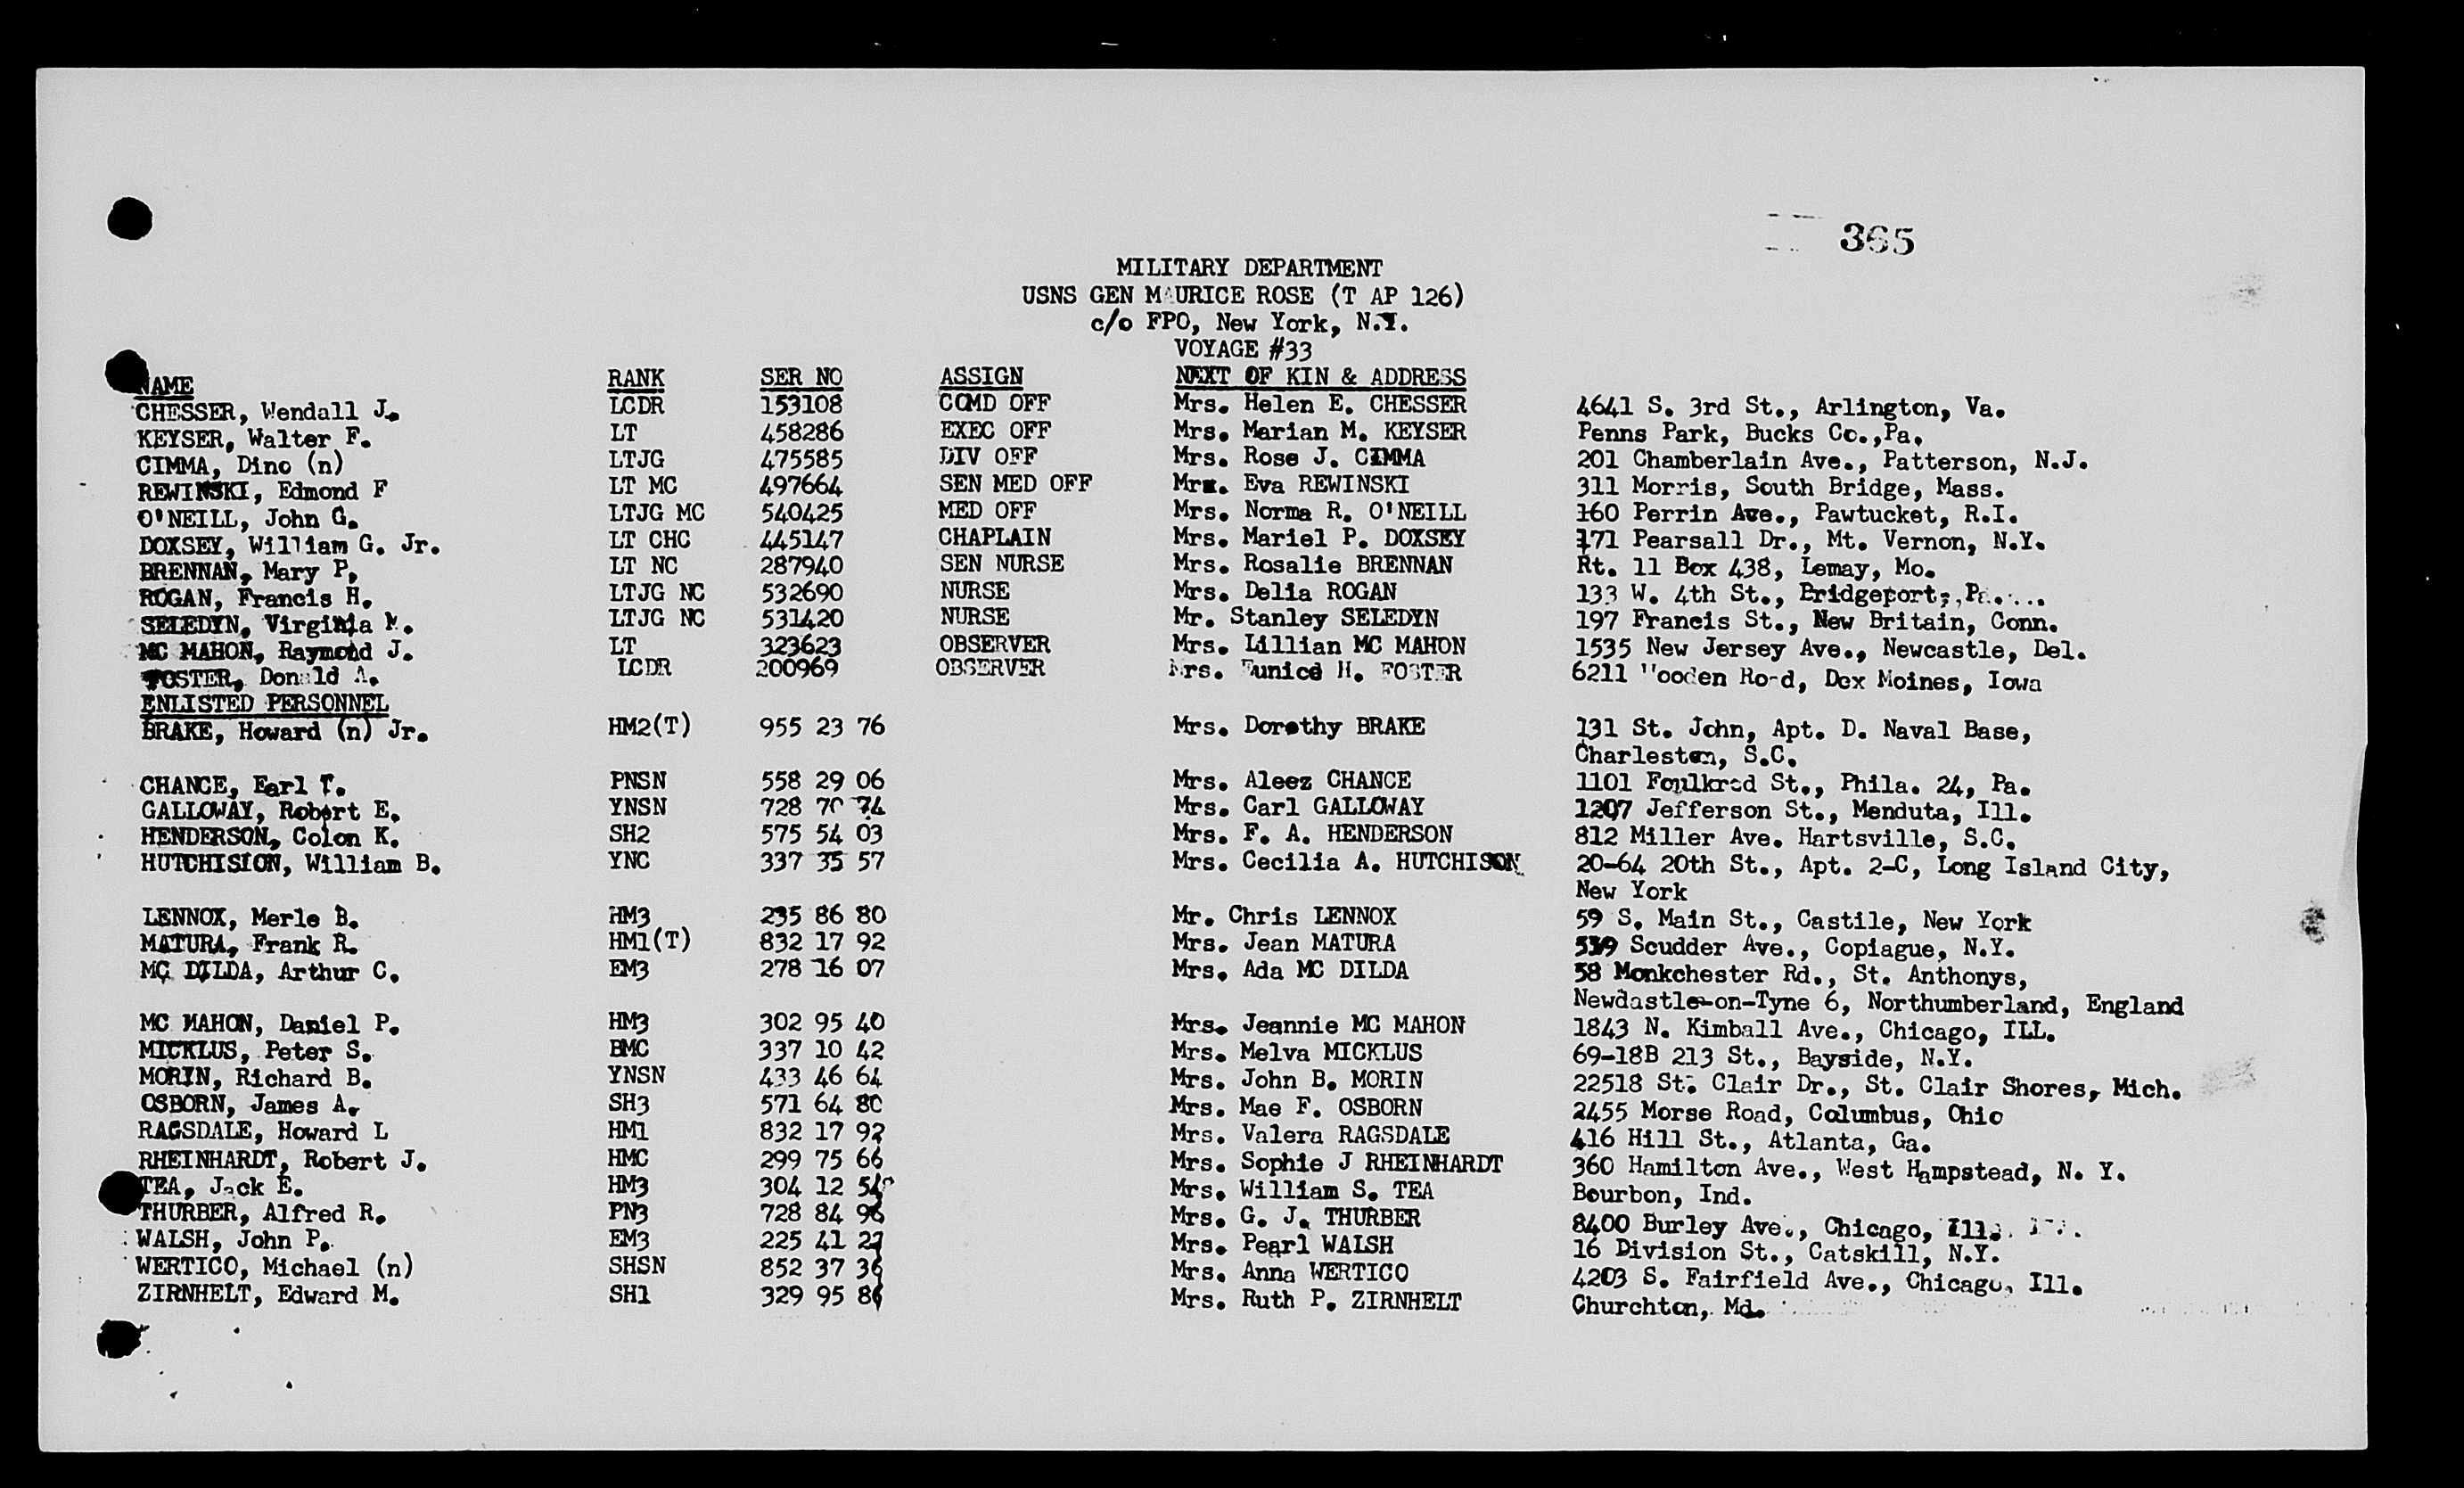 365
MILITARY DEPARTMENT
USNS GEN MAURICE ROSE (T AP 126)
c/o FPO, New York, N.Y.
VOYAGE #33
NAME RANK SER NO ASSIGN NEXT OF KIN & ADDRESS
CHESSER, Wendall J. LCDR 153108 COMD OFF Mrs. Helen E. CHESSER 4641 S. 3rd St., Arlington, Va.
KEYSER, Walter F. LT 458286 EXEC OFF Mrs. Marian M. KEYSER Penns Park, Bucks Co.,Pa.
CIMMA, Dino (n) LTJG 475585 DIV OFF Mrs. Rose J. CIMMA 201 Chamberlain Ave., Patterson, N.J.
REWINSKI, Edmond F LT MC 497664 SEN MED OFF Mrs. Eva REWINSKI 311 Morris, South Bridge, Mass.
O'NEILL, John G. LTJG MC 540425 MED OFF Mrs. Norma R. O'NEILL 160 Perrin Ave., Pawtucket, R.I.
DOXSEY, William G. Jr. LT CHC 445147 CHAPLAIN Mrs. Mariel P. DOXSEY 171 Pearsall Dr., Mt. Vernon, N.Y.
BRENNAN, Mary P. LT NC 287940 SEN NURSE Mrs. Rosalie BRENNAN Rt. 11 Box 438, Lemay, Mo.
ROGAN, Francis H. LTJG NC 532690 NURSE Mrs. Delia ROGAN 133 W. 4th St., Bridgeport, Pa.
SELEDYN, Virginia M. LTJG NC 531420 NURSE Mr. Stanley SELEDYN 197 Francis St., New Britain, Conn.
MC MAHON, Raymond J. LT 323623 OBSERVER Mrs. Lillian MC MAHON 1535 New Jersey Ave., Newcastle, Del.
FOSTER, Donald A. LCDR 200969 OBSERVER Mrs. Eunice H. FOSTER 6211 Wooden Road, Dex Moines, Iowa
ENLISTED PERSONNEL
BRAKE, Howard (n) Jr. HM2(T) 955 23 76 Mrs. Dorothy BRAKE 131 St. John, Apt. D. Naval Base,
Charleston, S.C.
CHANCE, Earl T. PNSN 558 29 06 Mrs. Aleez CHANCE 1101 Foulkrod St., Phila. 24, Pa.
GALLOWAY, Robert E. YNSN 728 70 74 Mrs. Carl GALLOWAY 1207 Jefferson St., Menduta, Ill.
HENDERSON, Colon K. SH2 575 54 03 Mrs. F. A. HENDERSON 812 Miller Ave. Hartsville, S.C.
HUTCHISION, William B. YNC 337 35 57 Mrs. Cecilia A. HUTCHISON 20-64 20th St., Apt. 2-C, Long Island City,
New York
LENNOX, Merle B. HM3 235 86 80 Mr. Chris LENNOX 59 S. Main St., Castile, New York
MATURA, Frank R. HM1(T) 832 17 92 Mrs. Jean MATURA Scudder Ave., Copiague, N.Y.
MC DILDA, Arthur C. EM3 278 16 07 Mrs. Ada MC DILDA 58 Monkchester Rd., St. Anthonys,
Newcastle-on-Tyne 6, Northumberland, England
MC MAHON, Daniel P. HM3 302 95 40 Mrs. Jeannie MC MAHON 1843 N. Kimball Ave., Chicago, ILL.
MICKLUS, Peter S. BMC 337 10 42 Mrs. Melva MICKLUS 69-18B 213 St., Bayside, N.Y.
MORIN, Richard B. YNSN 433 46 64 Mrs. John B. MORIN 22518 St. Clair Dr., St. Clair Shores, Mich.
OSBORN, James A. SH3 571 64 80 Mrs. Mae F. OSBORN 2455 Morse Road, Columbus, Ohio
RAGSDALE, Howard L HM1 832 17 92 Mrs. Valera RAGSDALE 416 Hill St., Atlanta, Ga.
RHEINHARDT, Robert J. HMC 299 75 66 Mrs. Sophie J RHEINHARDT 360 Hamilton Ave., West Hampstead, N. Y.
TEA, Jack E. HM3 304 12 Mrs. William S. TEA Bourbon, Ind.
THURBER, Alfred R. PN3 728 84 96 Mrs. G. J. THURBER 8400 Burley Ave., Chicago, Ill.
WALSH, John P. EM3 225 41 27 Mrs. Pearl WALSH 16 Division St., Catskill, N.Y.
WERTICO, Michael (n) SHSN 852 37 36 Mrs. Anna WERTICO 4203 S. Fairfield Ave., Chicago, Ill.
ZIRNHELT, Edward M. SH1 329 95 86 Mrs. Ruth P. ZIRNHELT Churchton, Md.